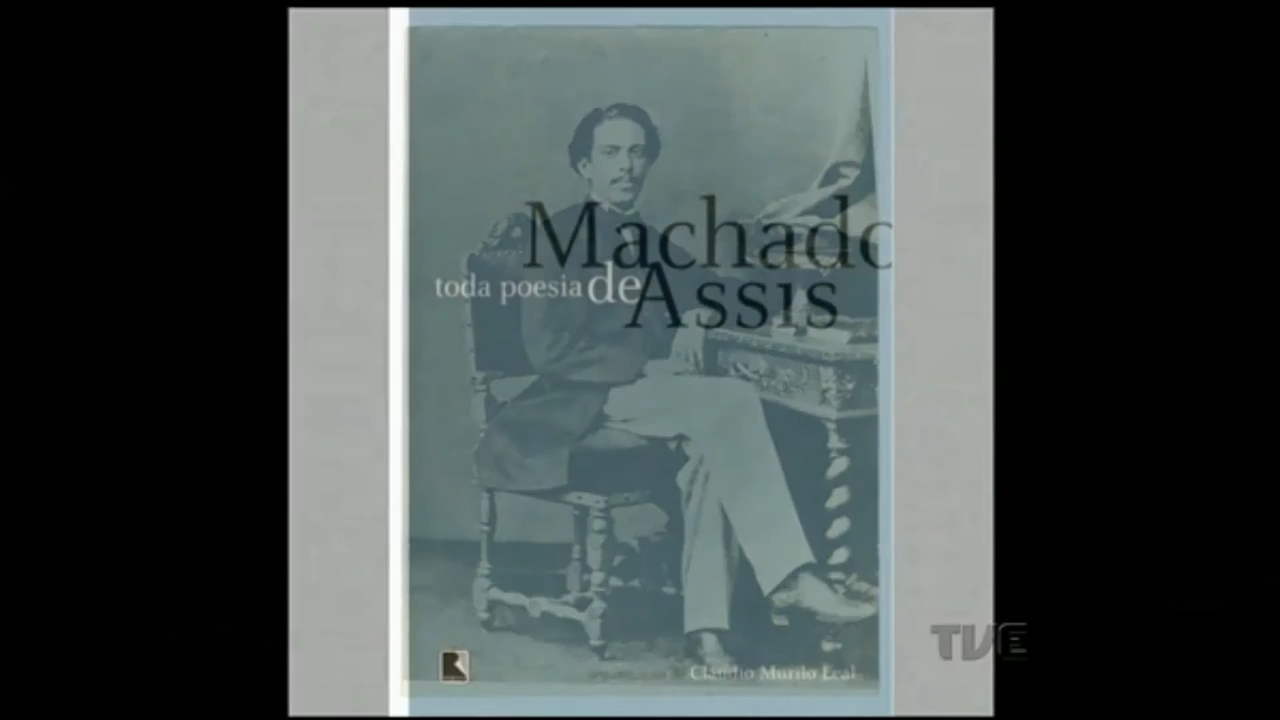 Machado
toda poesia de
Assis
TVE
Cláudio Murilo Leal